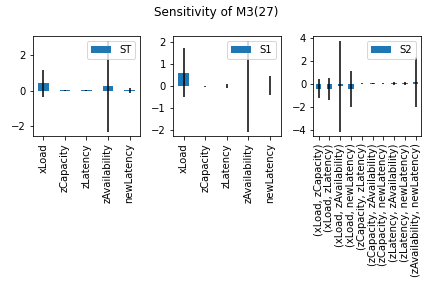 Sensitivity of M3(27)
ST
2
0
−2
xLoad
zCapacity
zLatency
zAvailability
newLatency
S1
2
1
0
−1
−2
xLoad
zCapacity
zLatency
zAvailability
newLatency
S2
4
2
0
−2
−4
(xLoad, zCapacity)
(xLoad, zLatency)
(xLoad, zAvailability)
(xLoad, newLatency)
(zCapacity, zLatency)
(zCapacity, zAvailability)
(zCapacity, newLatency)
(zLatency, zAvailability)
(zLatency, newLatency)
(zAvailability, newLatency)